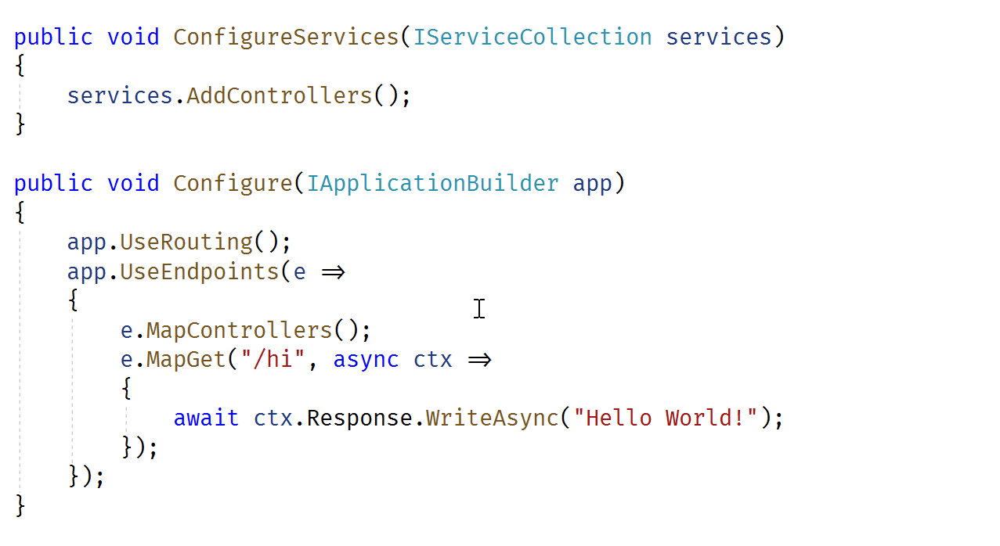 public void ConfigureServices(IServiceCollection services)
{
    services.AddControllers();
}

public void Configure(IApplicationBuilder app)
{
    app.UseRouting();
    app.UseEndpoints(e =>
    {
        e.MapControllers();
        e.MapGet("/hi", async ctx =>
        {
            await ctx.Response.WriteAsync("Hello World!");
        });
    });
}